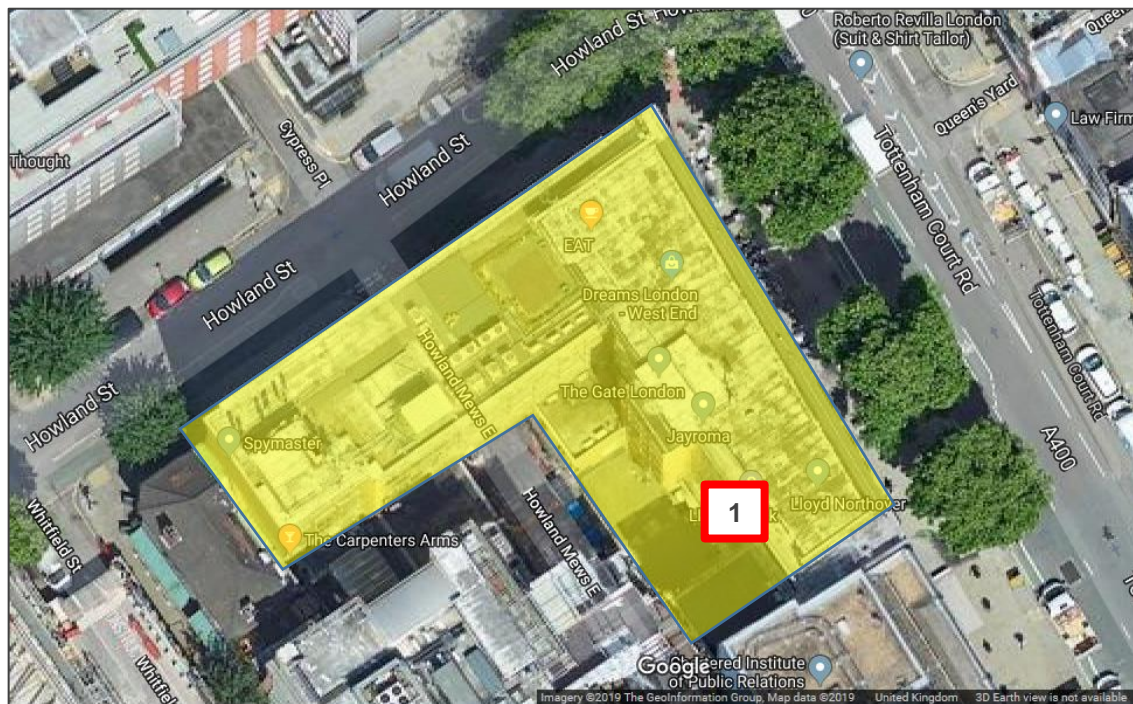 Howland St
Howland
Roberto Revilla London
(Suit & Shirt Tailor)
Queen's Yard
Law Firm
Thought
Cypress Pl
Howland St
Tottenham Court Rd
EAT
Howland St
Dreams London
- West End
Tottenham Court Rd
Howland Mews E
The Gate London
Howland St
Jayroma
Spymaster
A400
1
Lloyd Northover
Howland Mews E
Whitfield St
The Carpenters Arms
Google
Institute
of Public Relations
Imagery ©2019 The GeoInformation Group, Map data ©2019 United Kingdom 3D Earth view is not available